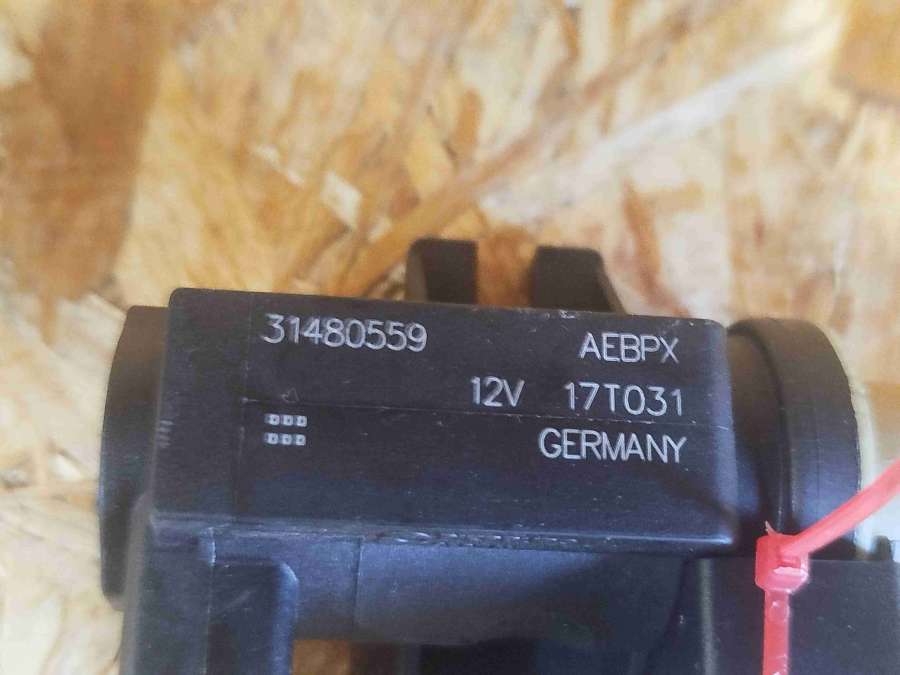 31480559
AEBPX
12V 17T031
GERMANY